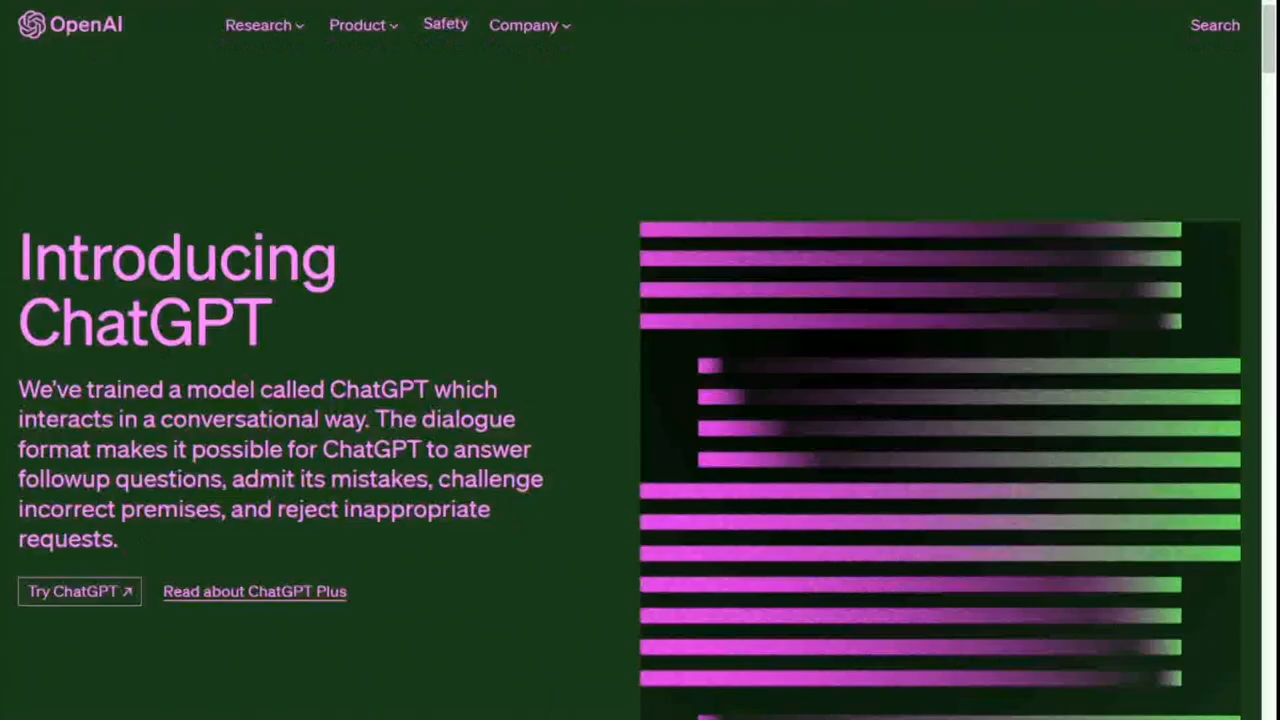 OpenAI
Research
Product
Safety
Company
Search
Introducing
ChatGPT
We've trained a model called ChatGPT which
interacts in a conversational way. The dialogue
format makes it possible for ChatGPT to answer
followup questions, admit its mistakes, challenge
incorrect premises, and reject inappropriate
requests.
Try ChatGPT ↗
Read about ChatGPT Plus